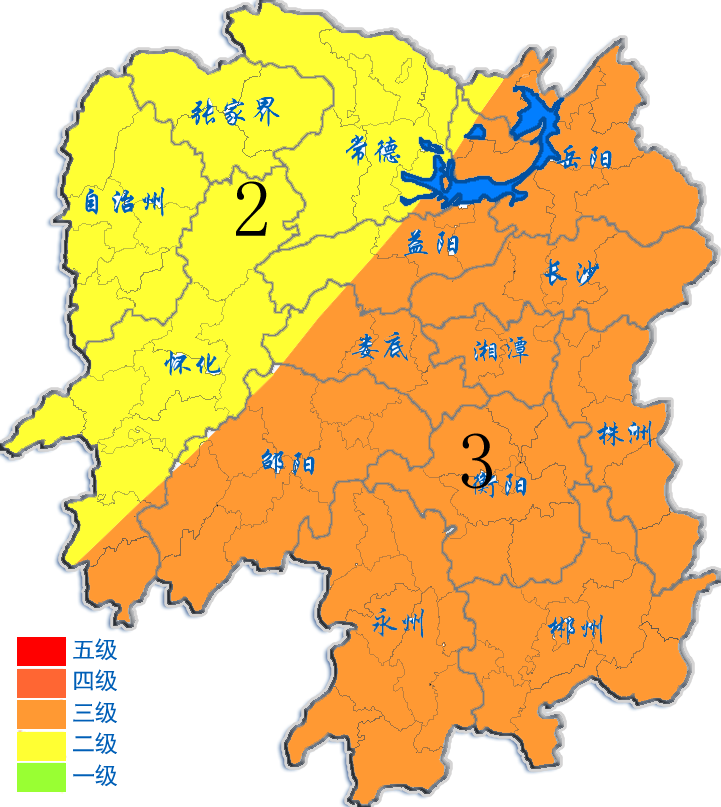 张家界
常德
岳阳
自治州
2
益阳
长沙
怀化
娄底
湘潭
株洲
邵阳
3
衡阳
永州
郴州
五级
四级
三级
二级
一级